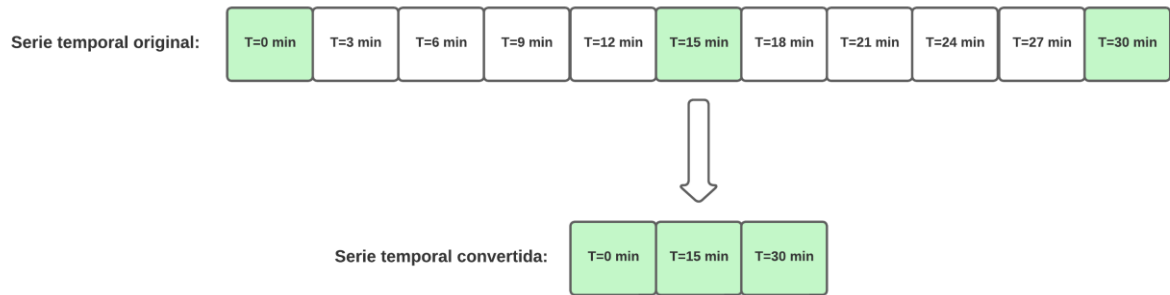 Serie temporal original: T=0 min T=3 min T=6 min T=9 min T=12 min T=15 min T=18 min T=21 min T=24 min T=27 min T=30 min
Serie temporal convertida: T=0 min T=15 min T=30 min